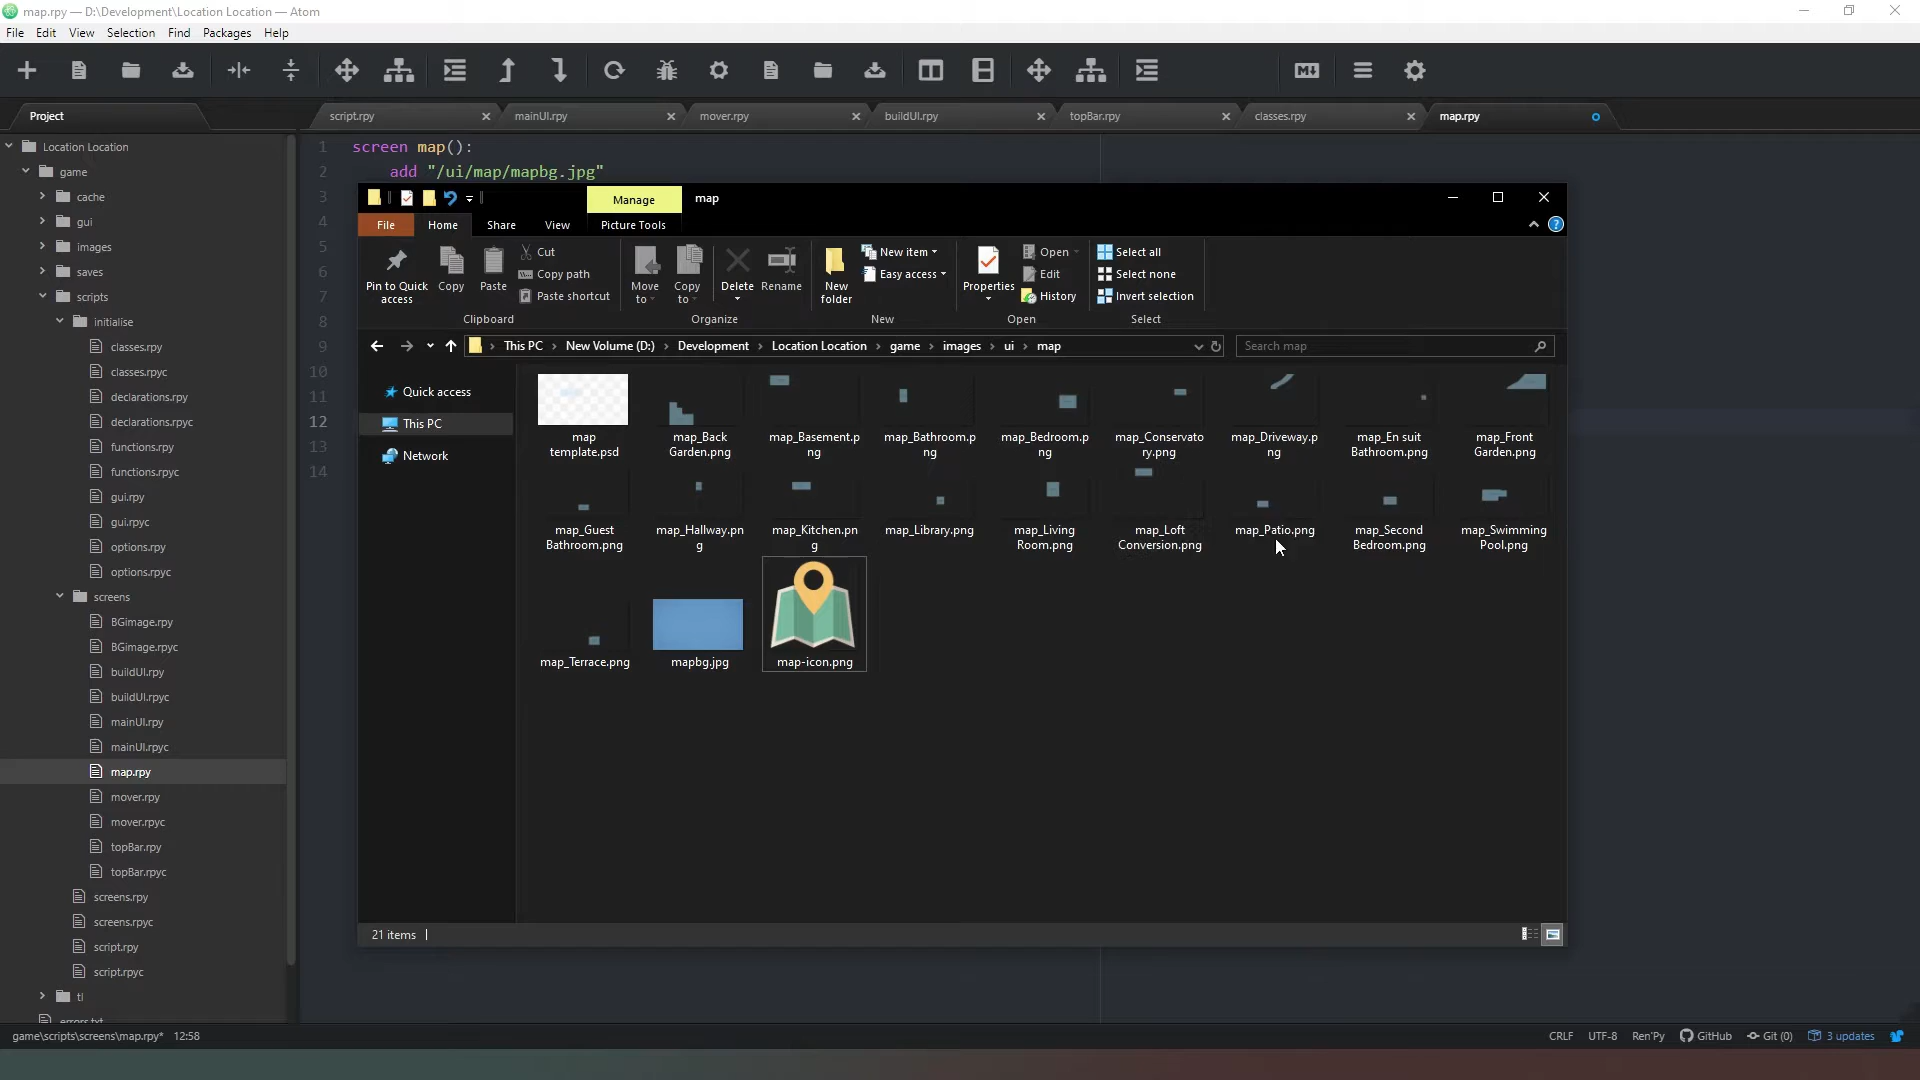 map.rpy — D:\Development\Location Location — Atom
File Edit View Selection Find Packages Help
Project
script.rpy
mainUI.rpy
mover.rpy
buildUI.rpy
topBar.rpy
classes.rpy
map.rpy
Location Location
game
cache
gui
images
saves
scripts
initialise
classes.rpy
classes.rpyc
declarations.rpy
declarations.rpyc
functions.rpy
functions.rpyc
gui.rpy
gui.rpyc
options.rpy
options.rpyc
screens
BGimage.rpy
BGimage.rpyc
buildUI.rpy
buildUI.rpyc
mainUI.rpy
mainUI.rpyc
map.rpy
mover.rpy
mover.rpyc
topBar.rpy
topBar.rpyc
screens.rpy
screens.rpyc
script.rpy
script.rpyc
tl
errors.txt
1 screen map():
2 add "/ui/map/mapbg.jpg"
3
4
5
6
7
8
9
10
11
12
13
14
Manage
map
File Home Share View Picture Tools
Pin to Quick
access
Copy
Paste
Cut
Copy path
Paste shortcut
Clipboard
Move
to
Copy
to
Delete
Rename
Organize
New
folder
New item
Easy access
New
Properties
Open
Edit
History
Open
Select all
Select none
Invert selection
Select
This PC > New Volume (D:) > Development > Location Location > game > images > ui > map
Search map
Quick access
This PC
Network
map
template.psd
map_Back
Garden.png
map_Basement.p
ng
map_Bathroom.p
ng
map_Bedroom.p
ng
map_Conservato
ry.png
map_Driveway.p
ng
map_En suit
Bathroom.png
map_Front
Garden.png
map_Guest
Bathroom.png
map_Hallway.pn
g
map_Kitchen.pn
g
map_Library.png
map_Living
Room.png
map_Loft
Conversion.png
map_Patio.png
map_Second
Bedroom.png
map_Swimming
Pool.png
map_Terrace.png
mapbg.jpg
map-icon.png
21 items
game\scripts\screens\map.rpy* 12:58
CRLF UTF-8 Ren'Py GitHub Git (0) 3 updates